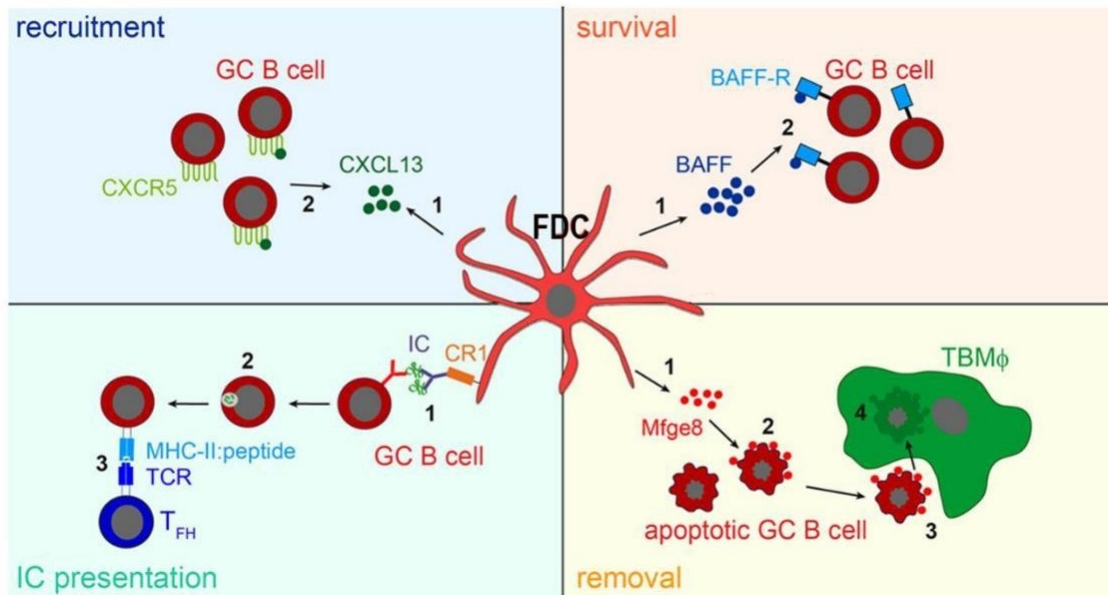 recruitment
GC B cell
CXCR5
CXCL13
2
1
survival
BAFF-R
GC B cell
2
BAFF
1
FDC
IC
CR1
2
1
GC B cell
3
MHC-II:peptide
TCR
TFH
IC presentation
1
TBMϕ
4
Mfge8
2
apoptotic GC B cell
3
removal